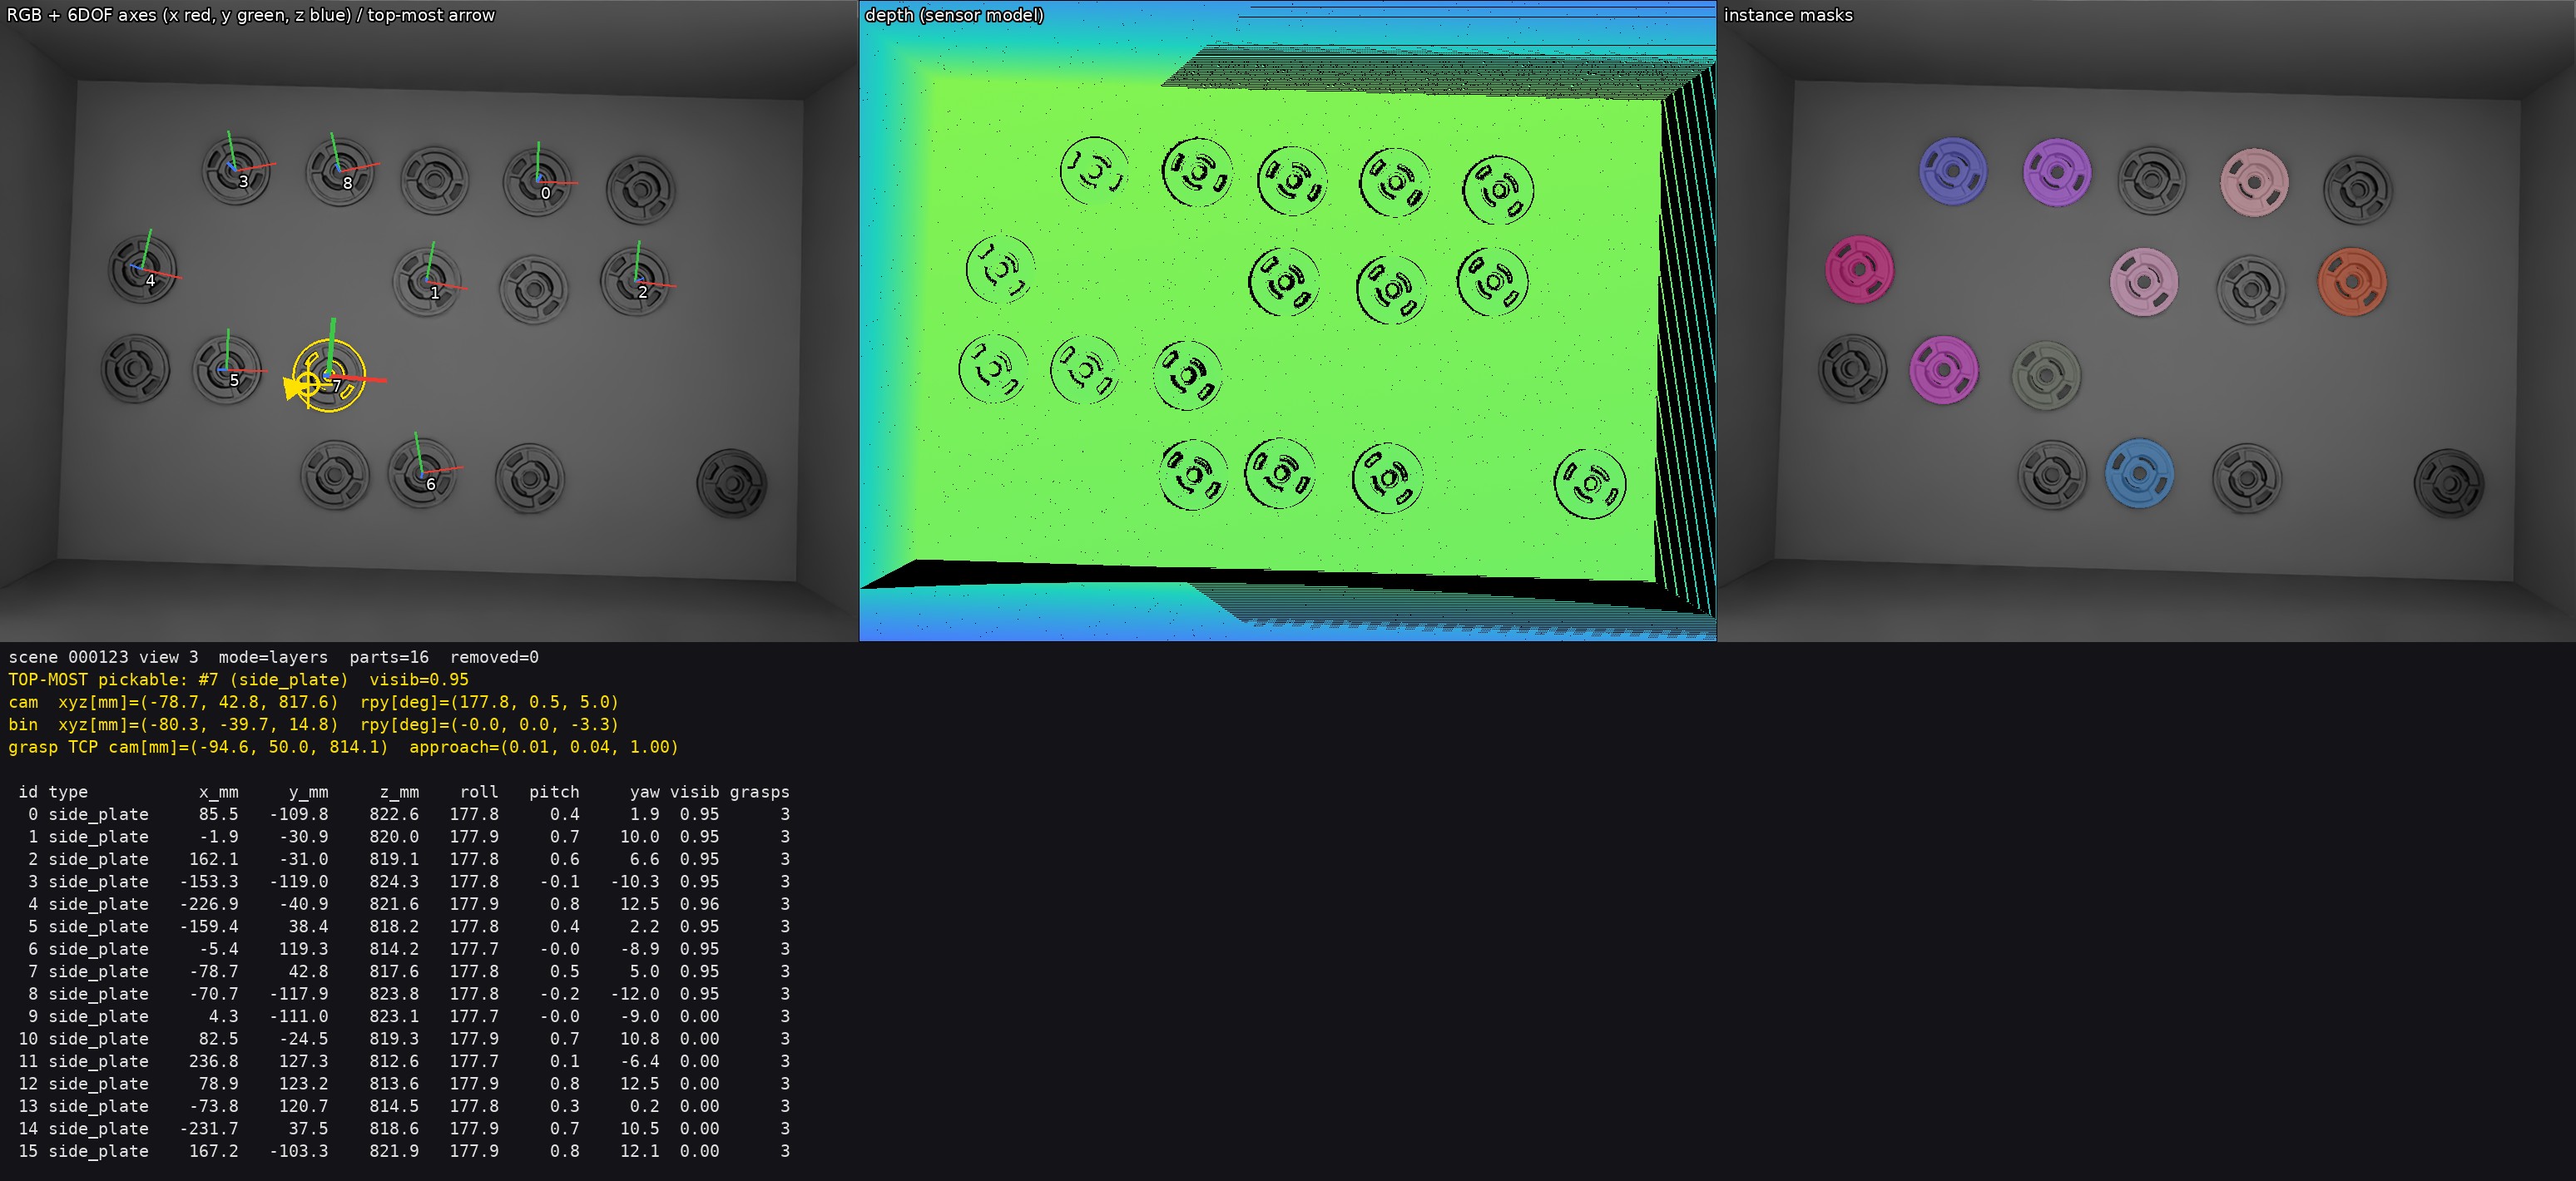 RGB + 6DOF axes (x red, y green, z blue) / top-most arrow
depth (sensor model)
instance masks
3
8
0
4
1
2
5
7
6
scene 000123 view 3  mode=layers  parts=16  removed=0
TOP-MOST pickable: #7 (side_plate)  visib=0.95
cam  xyz[mm]=(-78.7, 42.8, 817.6)  rpy[deg]=(177.8, 0.5, 5.0)
bin  xyz[mm]=(-80.3, -39.7, 14.8)  rpy[deg]=(-0.0, 0.0, -3.3)
grasp TCP cam[mm]=(-94.6, 50.0, 814.1)  approach=(0.01, 0.04, 1.00)
id type x_mm y_mm z_mm roll pitch yaw visib grasps
0 side_plate 85.5 -109.8 822.6 177.8 0.4 1.9 0.95 3
1 side_plate -1.9 -30.9 820.0 177.9 0.7 10.0 0.95 3
2 side_plate 162.1 -31.0 819.1 177.8 0.6 6.6 0.95 3
3 side_plate -153.3 -119.0 824.3 177.8 -0.1 -10.3 0.95 3
4 side_plate -226.9 -40.9 821.6 177.9 0.8 12.5 0.96 3
5 side_plate -159.4 38.4 818.2 177.8 0.4 2.2 0.95 3
6 side_plate -5.4 119.3 814.2 177.7 -0.0 -8.9 0.95 3
7 side_plate -78.7 42.8 817.6 177.8 0.5 5.0 0.95 3
8 side_plate -70.7 -117.9 823.8 177.8 -0.2 -12.0 0.95 3
9 side_plate 4.3 -111.0 823.1 177.7 -0.0 -9.0 0.00 3
10 side_plate 82.5 -24.5 819.3 177.9 0.7 10.8 0.00 3
11 side_plate 236.8 127.3 812.6 177.7 0.1 -6.4 0.00 3
12 side_plate 78.9 123.2 813.6 177.9 0.8 12.5 0.00 3
13 side_plate -73.8 120.7 814.5 177.8 0.3 0.2 0.00 3
14 side_plate -231.7 37.5 818.6 177.9 0.7 10.5 0.00 3
15 side_plate 167.2 -103.3 821.9 177.9 0.8 12.1 0.00 3